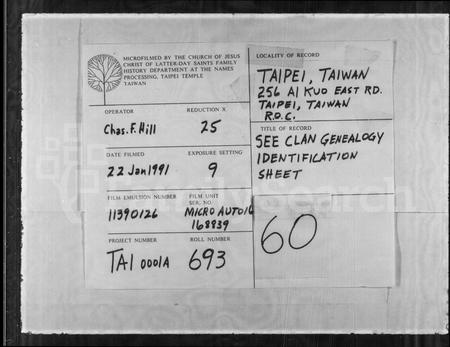 MICROFILMED BY THE CHURCH OF JESUS
CHRIST OF LATTER-DAY SAINTS FAMILY
HISTORY DEPARTMENT AT THE NAMES
PROCESSING, TAIPEI TEMPLE
TAIWAN
OPERATOR
REDUCTION X
Chas. F. Hill
25
DATE FILMED
EXPOSURE SETTING
22 Jan 1991
9
FILM EMULSION NUMBER
FILM UNIT
SER. NO.
11390126
MICRO AUTO 16
168839
PROJECT NUMBER
ROLL NUMBER
TAI 0001A
693
LOCALITY OF RECORD
TAIPEI, TAIWAN
256 AI KUO EAST RD.
TAIPEI, TAIWAN
R.O.C.
TITLE OF RECORD
SEE CLAN GENEALOGY
IDENTIFICATION
SHEET
60